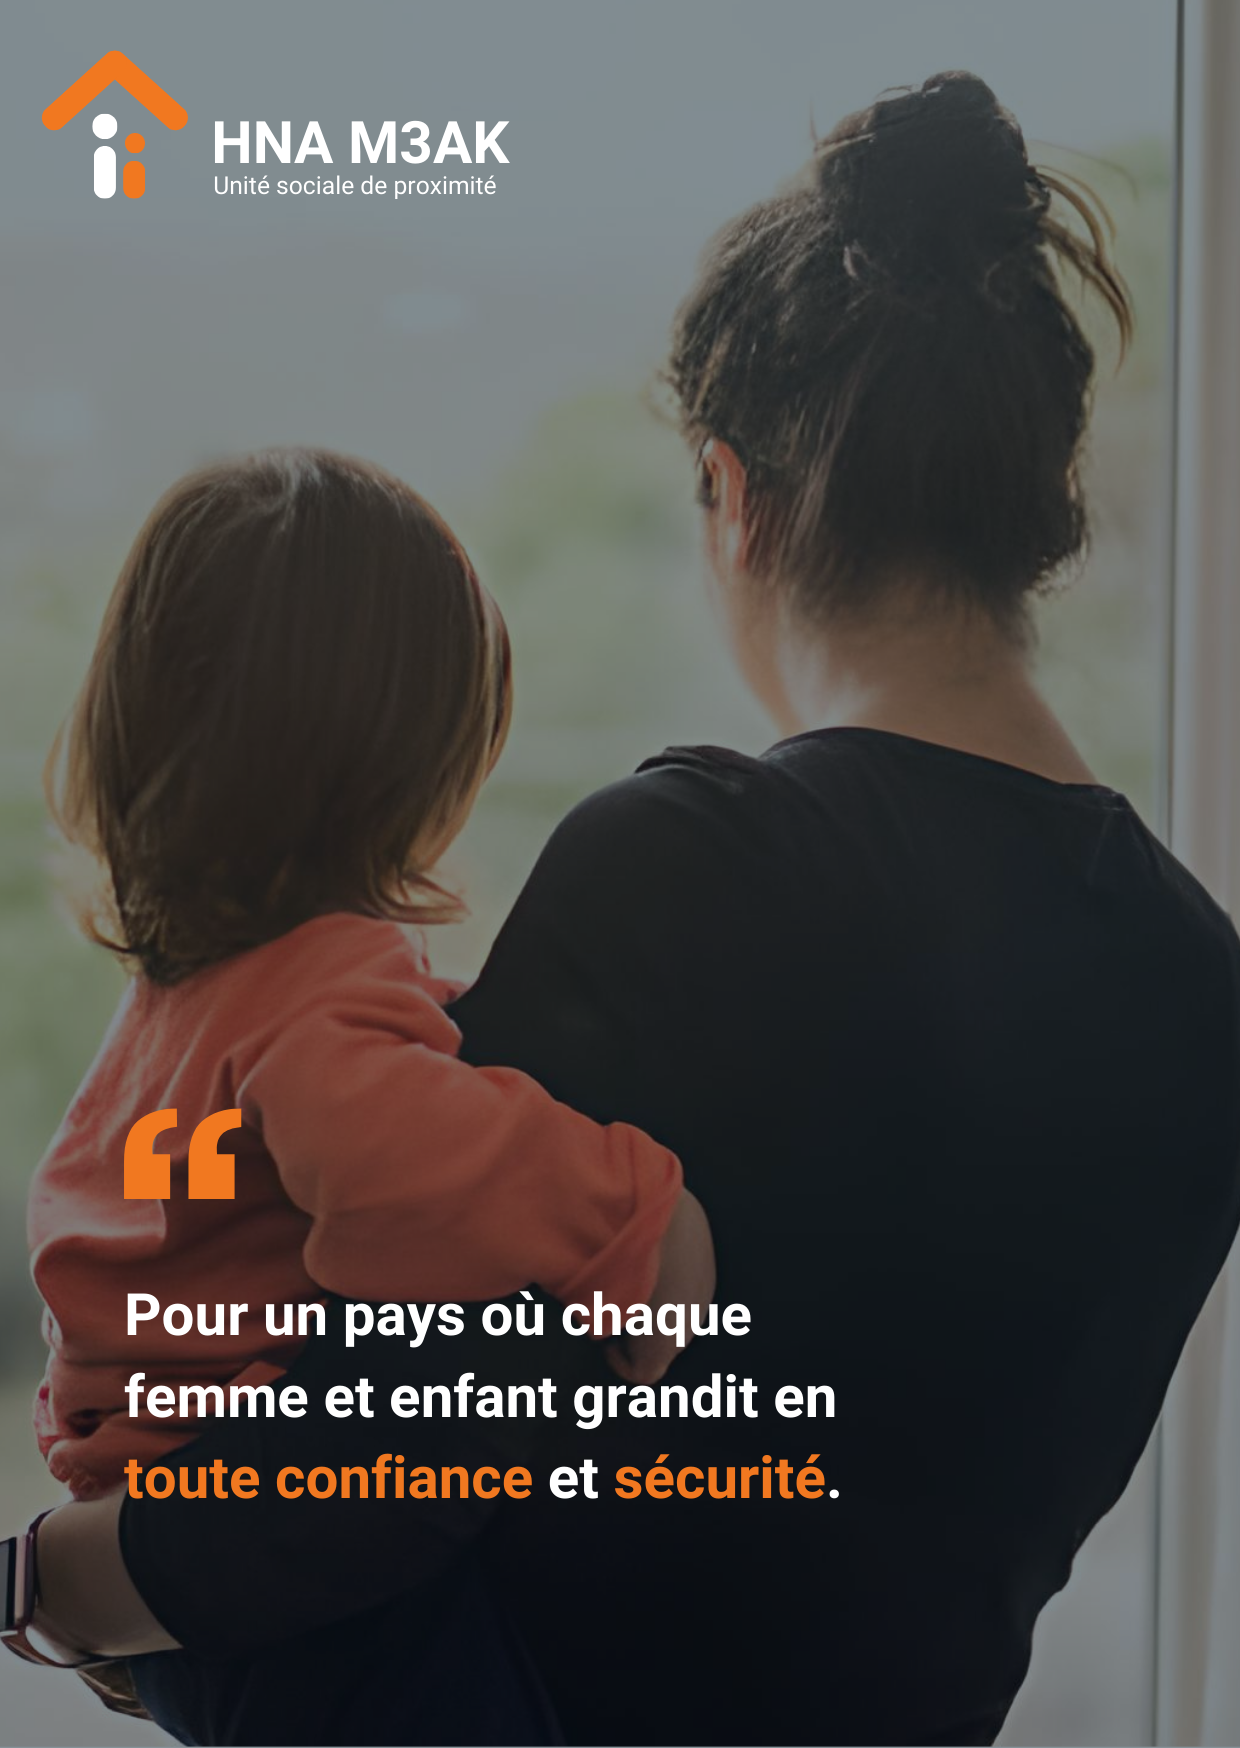 HNA M3AK
Unité sociale de proximité
“
Pour un pays où chaque
femme et enfant grandit en
toute confiance et sécurité.